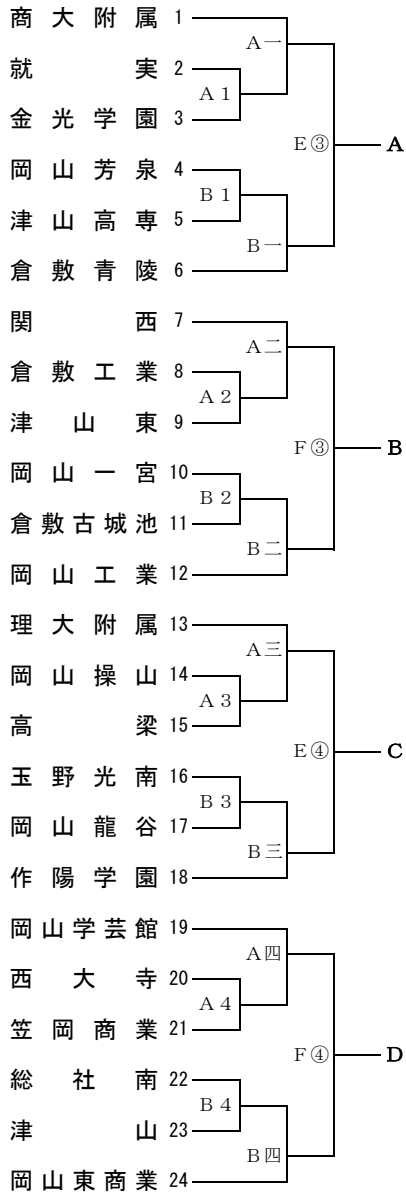 商大附属 1
A一
就実 2
A1
金光学園 3
E③ A
岡山芳泉 4
B1
津山高専 5
B一
倉敷青陵 6
関西 7
A二
倉敷工業 8
A2
津山東 9
F③ B
岡山一宮 10
B2
倉敷古城池 11
B二
岡山工業 12
理大附属 13
A三
岡山操山 14
A3
高梁 15
E④ C
玉野光南 16
B3
岡山龍谷 17
B三
作陽学園 18
岡山学芸館 19
A四
西大寺 20
A4
笠岡商業 21
F④ D
総社南 22
B4
津山 23
B四
岡山東商業 24